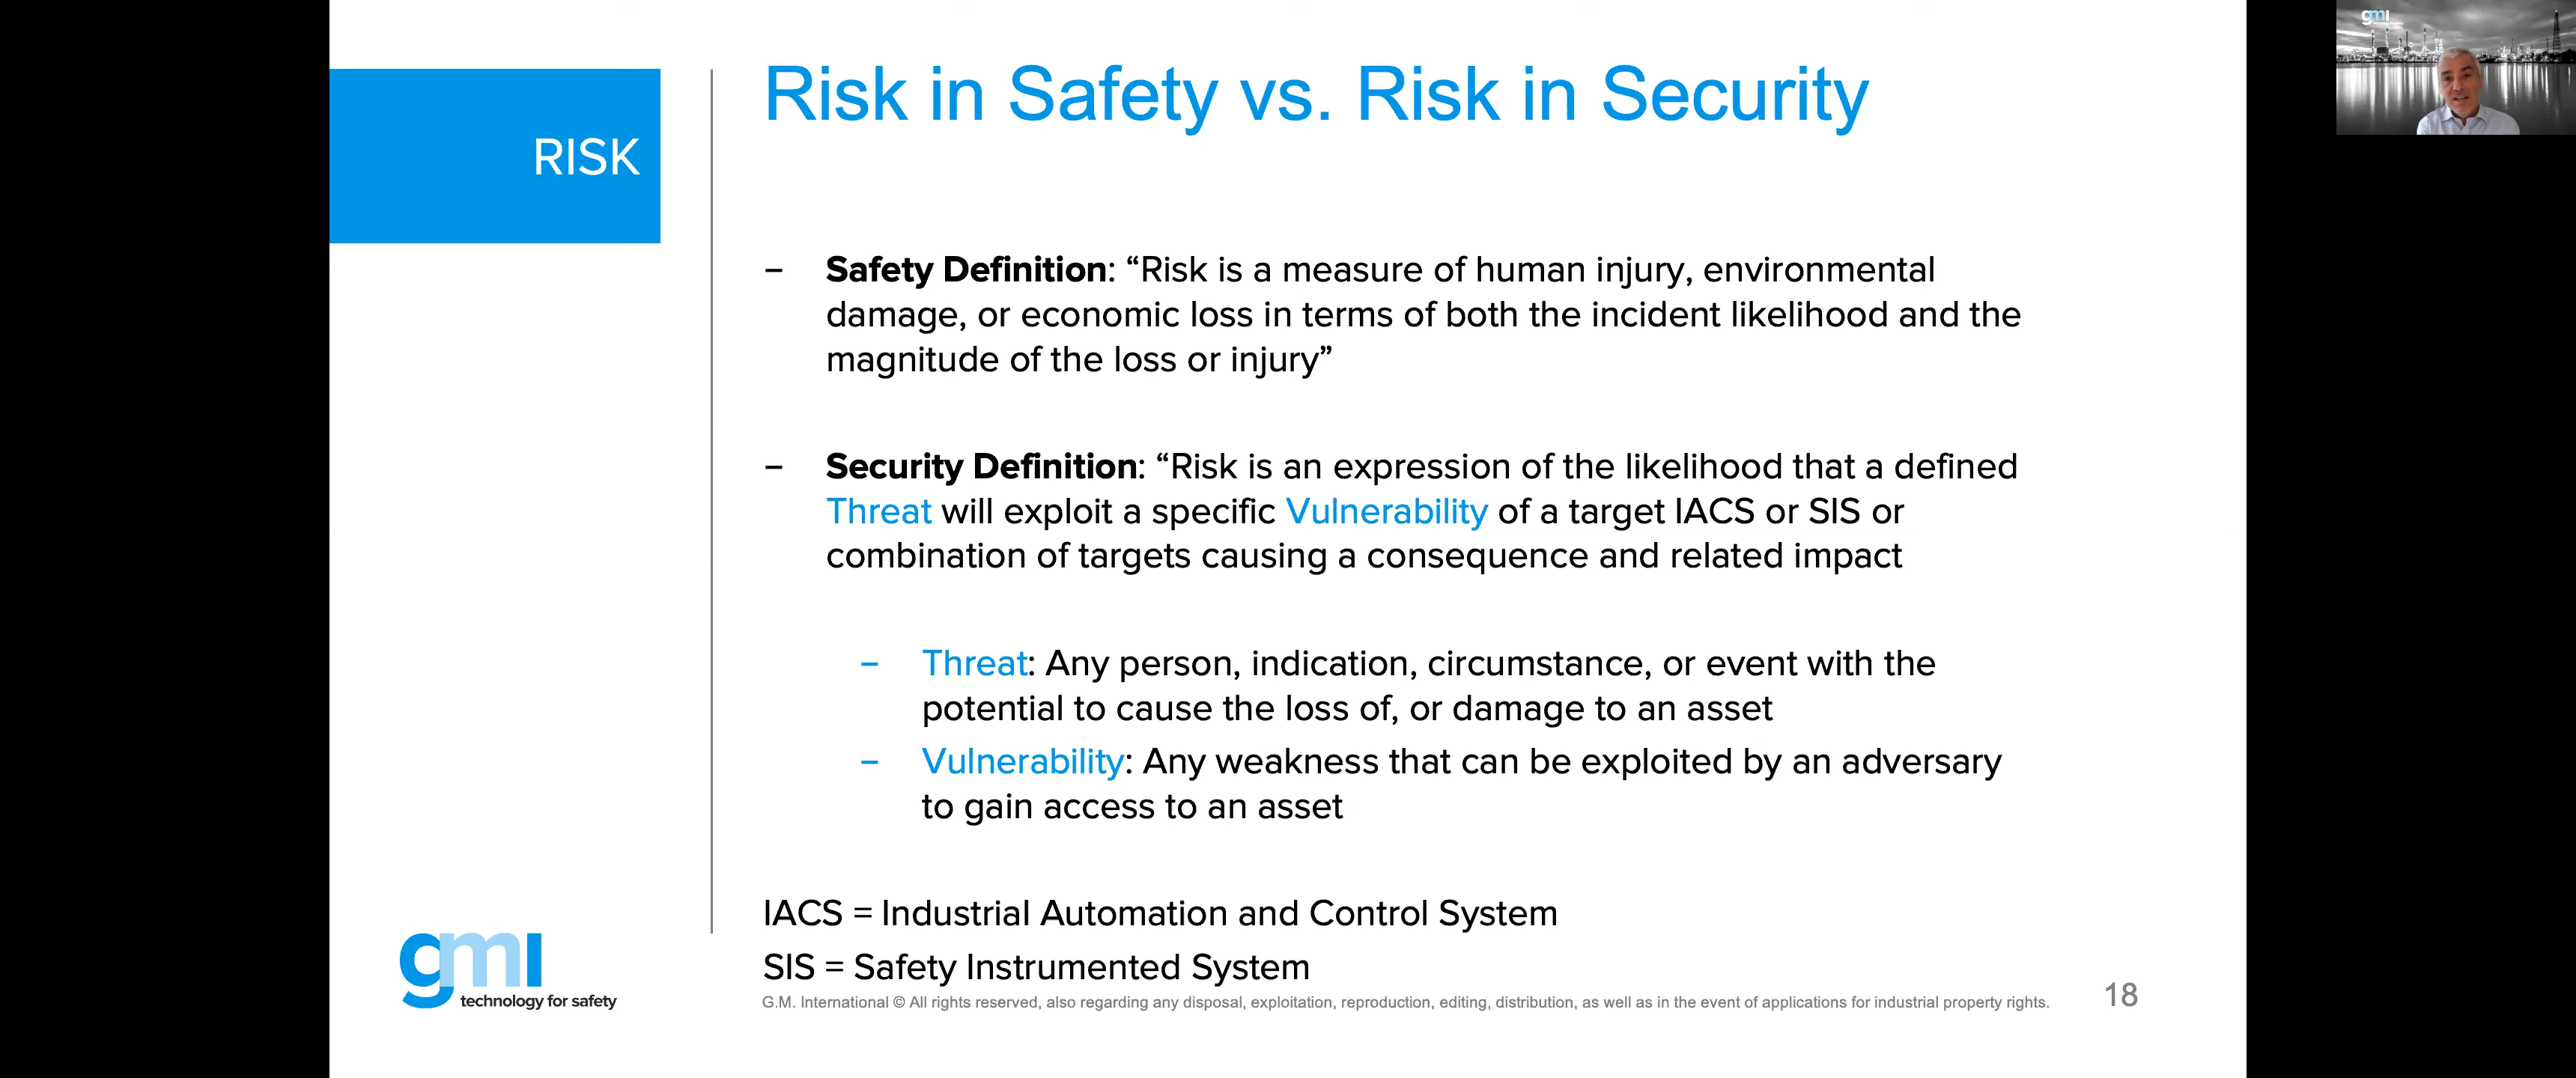 Risk in Safety vs. Risk in Security
RISK
– Safety Definition: “Risk is a measure of human injury, environmental
damage, or economic loss in terms of both the incident likelihood and the
magnitude of the loss or injury”
– Security Definition: “Risk is an expression of the likelihood that a defined
Threat will exploit a specific Vulnerability of a target IACS or SIS or
combination of targets causing a consequence and related impact
– Threat: Any person, indication, circumstance, or event with the
potential to cause the loss of, or damage to an asset
– Vulnerability: Any weakness that can be exploited by an adversary
to gain access to an asset
IACS = Industrial Automation and Control System
SIS = Safety Instrumented System
gmi
technology for safety
G.M. International © All rights reserved, also regarding any disposal, exploitation, reproduction, editing, distribution, as well as in the event of applications for industrial property rights.
18
gmi